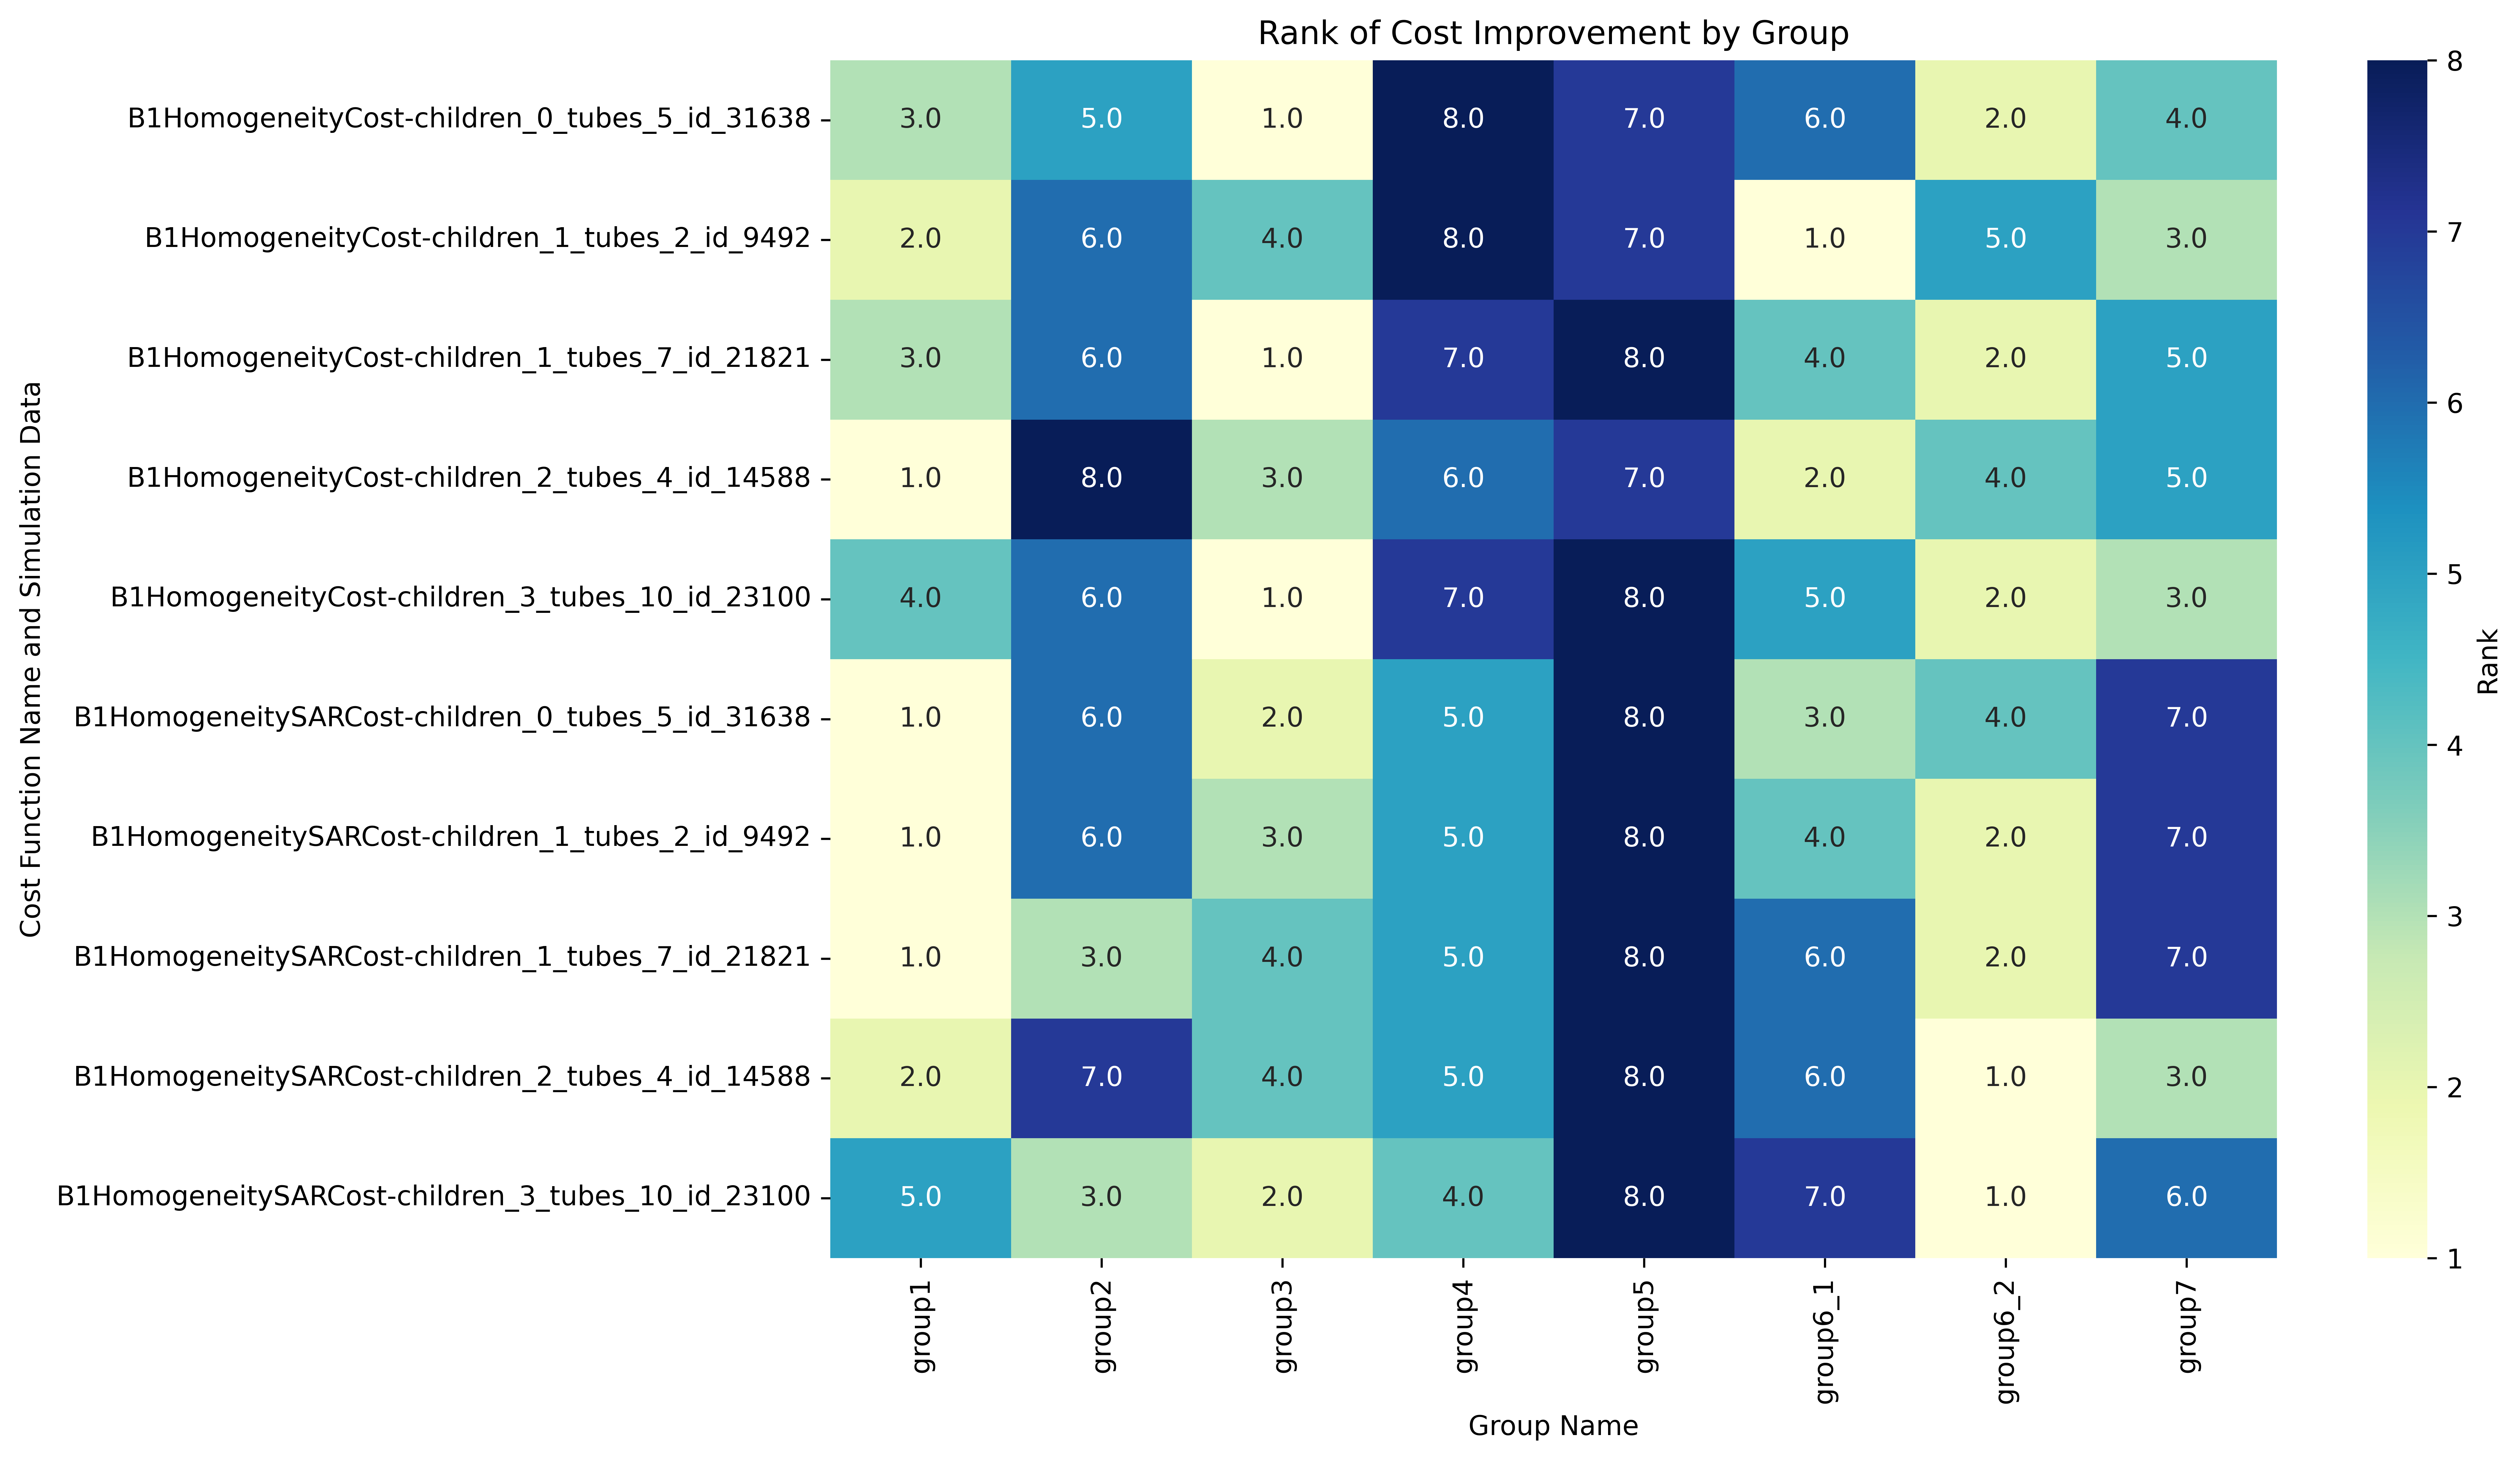 Rank of Cost Improvement by Group
Cost Function Name and Simulation Data
B1HomogeneityCost-children_0_tubes_5_id_31638 3.0 5.0 1.0 8.0 7.0 6.0 2.0 4.0
B1HomogeneityCost-children_1_tubes_2_id_9492 2.0 6.0 4.0 8.0 7.0 1.0 5.0 3.0
B1HomogeneityCost-children_1_tubes_7_id_21821 3.0 6.0 1.0 7.0 8.0 4.0 2.0 5.0
B1HomogeneityCost-children_2_tubes_4_id_14588 1.0 8.0 3.0 6.0 7.0 2.0 4.0 5.0
B1HomogeneityCost-children_3_tubes_10_id_23100 4.0 6.0 1.0 7.0 8.0 5.0 2.0 3.0
B1HomogeneitySARCost-children_0_tubes_5_id_31638 1.0 6.0 2.0 5.0 8.0 3.0 4.0 7.0
B1HomogeneitySARCost-children_1_tubes_2_id_9492 1.0 6.0 3.0 5.0 8.0 4.0 2.0 7.0
B1HomogeneitySARCost-children_1_tubes_7_id_21821 1.0 3.0 4.0 5.0 8.0 6.0 2.0 7.0
B1HomogeneitySARCost-children_2_tubes_4_id_14588 2.0 7.0 4.0 5.0 8.0 6.0 1.0 3.0
B1HomogeneitySARCost-children_3_tubes_10_id_23100 5.0 3.0 2.0 4.0 8.0 7.0 1.0 6.0
group1 group2 group3 group4 group5 group6_1 group6_2 group7
Group Name
8
7
6
5
4
3
2
1
Rank